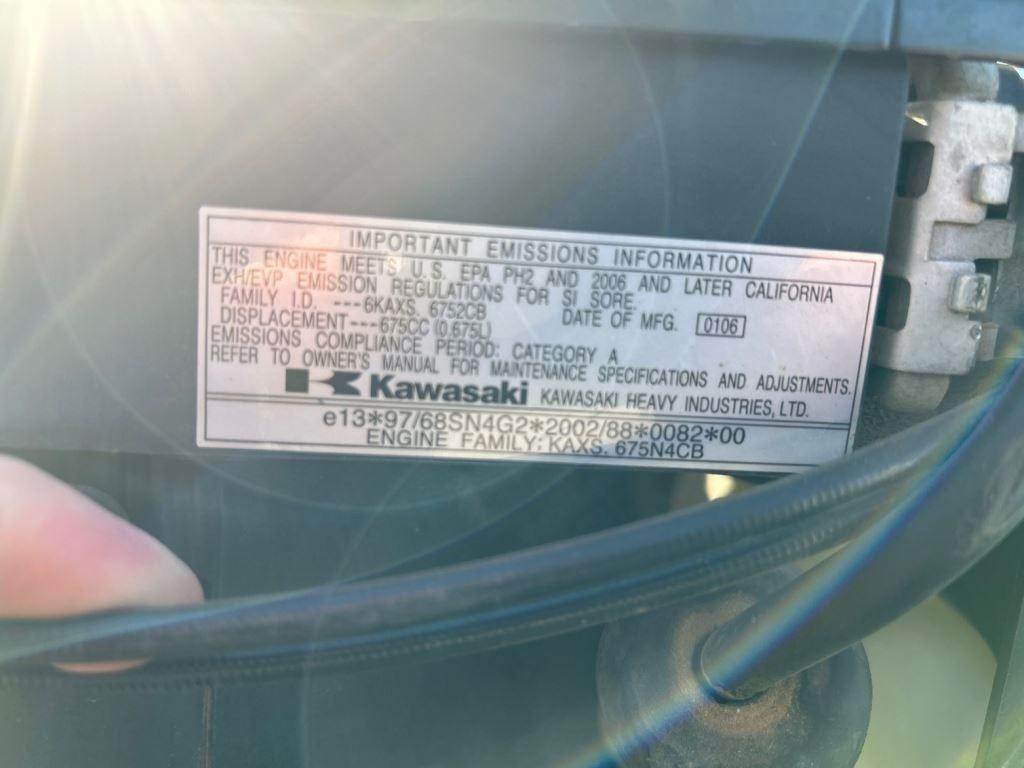 IMPORTANT EMISSIONS INFORMATION
THIS ENGINE MEETS U.S. EPA PH2 AND 2006 AND LATER CALIFORNIA
EXH/EVP EMISSION REGULATIONS FOR SI SORE.
FAMILY I.D. ---6KAXS. 6752CB
DISPLACEMENT---675CC (0.675L) DATE OF MFG. 0106
EMISSIONS COMPLIANCE PERIOD: CATEGORY A
REFER TO OWNER'S MANUAL FOR MAINTENANCE SPECIFICATIONS AND ADJUSTMENTS.
Kawasaki KAWASAKI HEAVY INDUSTRIES, LTD.
e13*97/68SN4G2*2002/88*0082*00
ENGINE FAMILY; KAXS. 675N4CB